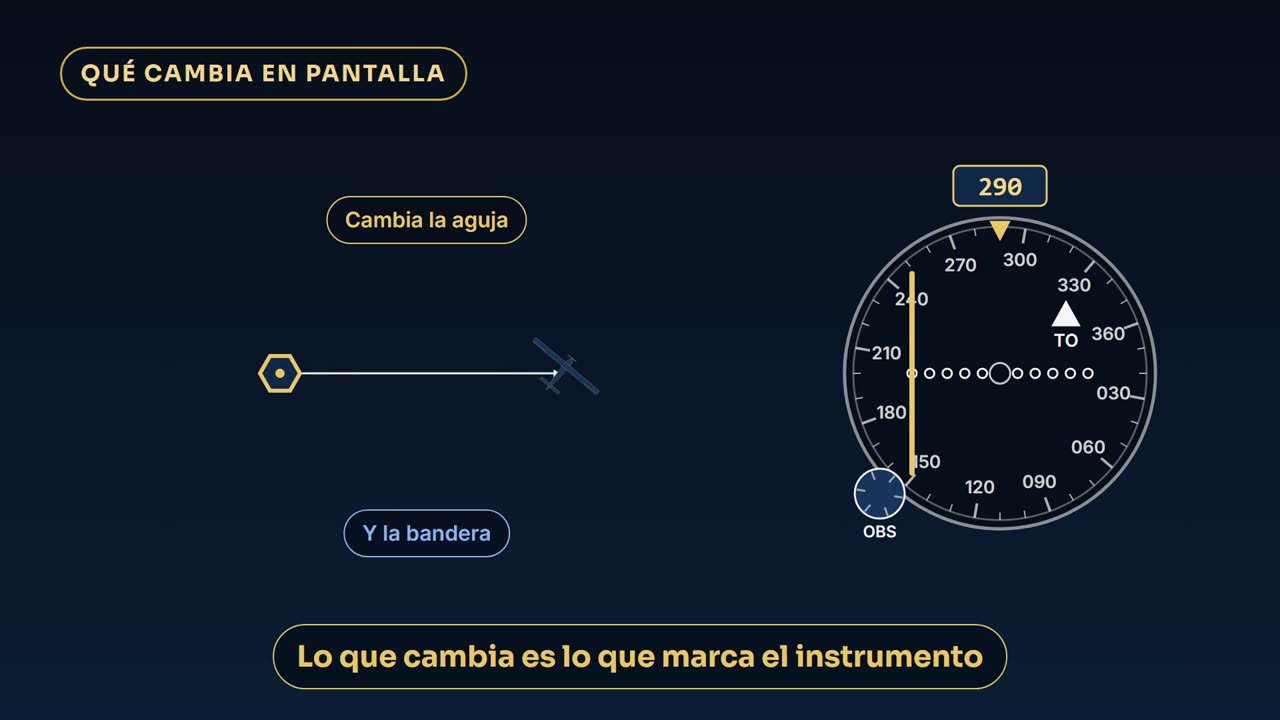 QUÉ CAMBIA EN PANTALLA
Cambia la aguja
Y la bandera
290
270
300
330
240
TO
360
210
030
180
060
150
120
090
OBS
Lo que cambia es lo que marca el instrumento